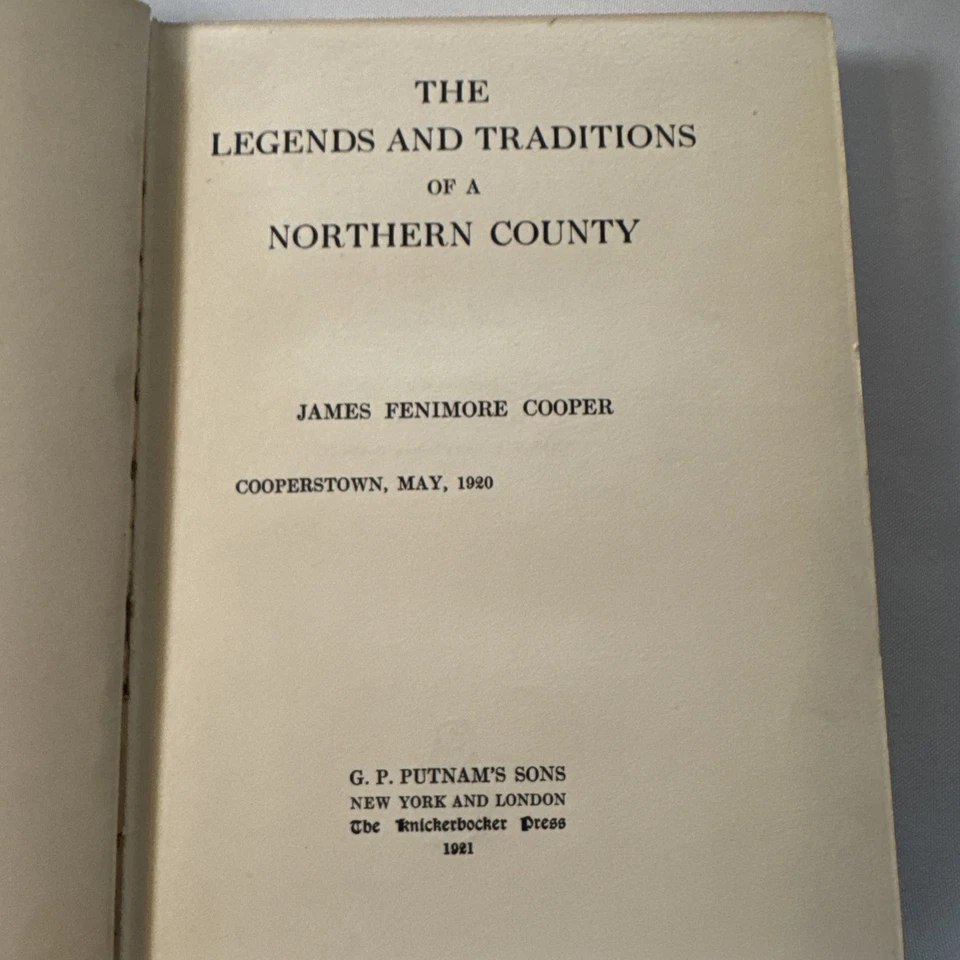 THE
LEGENDS AND TRADITIONS
OF A
NORTHERN COUNTY
JAMES FENIMORE COOPER
COOPERSTOWN, MAY, 1920
G. P. PUTNAM'S SONS
NEW YORK AND LONDON
The Knickerbocker Press
1921